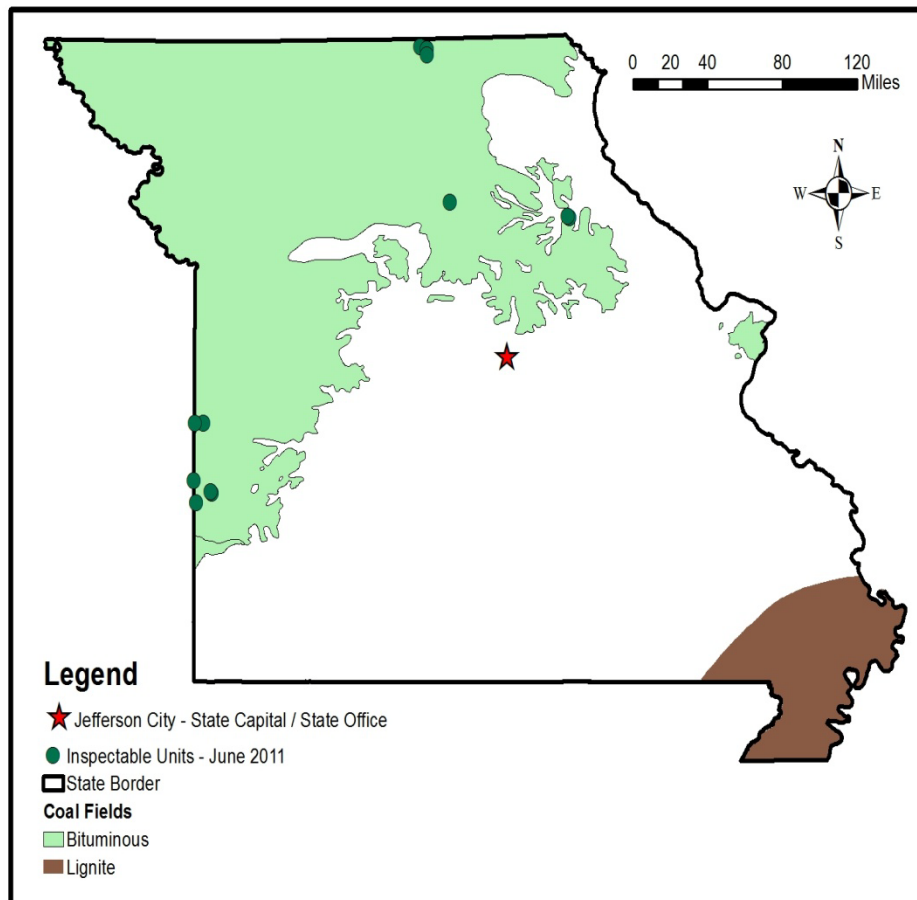 0 20 40 80 120
Miles
N
W E
S
Legend
Jefferson City - State Capital / State Office
Inspectable Units - June 2011
State Border
Coal Fields
Bituminous
Lignite